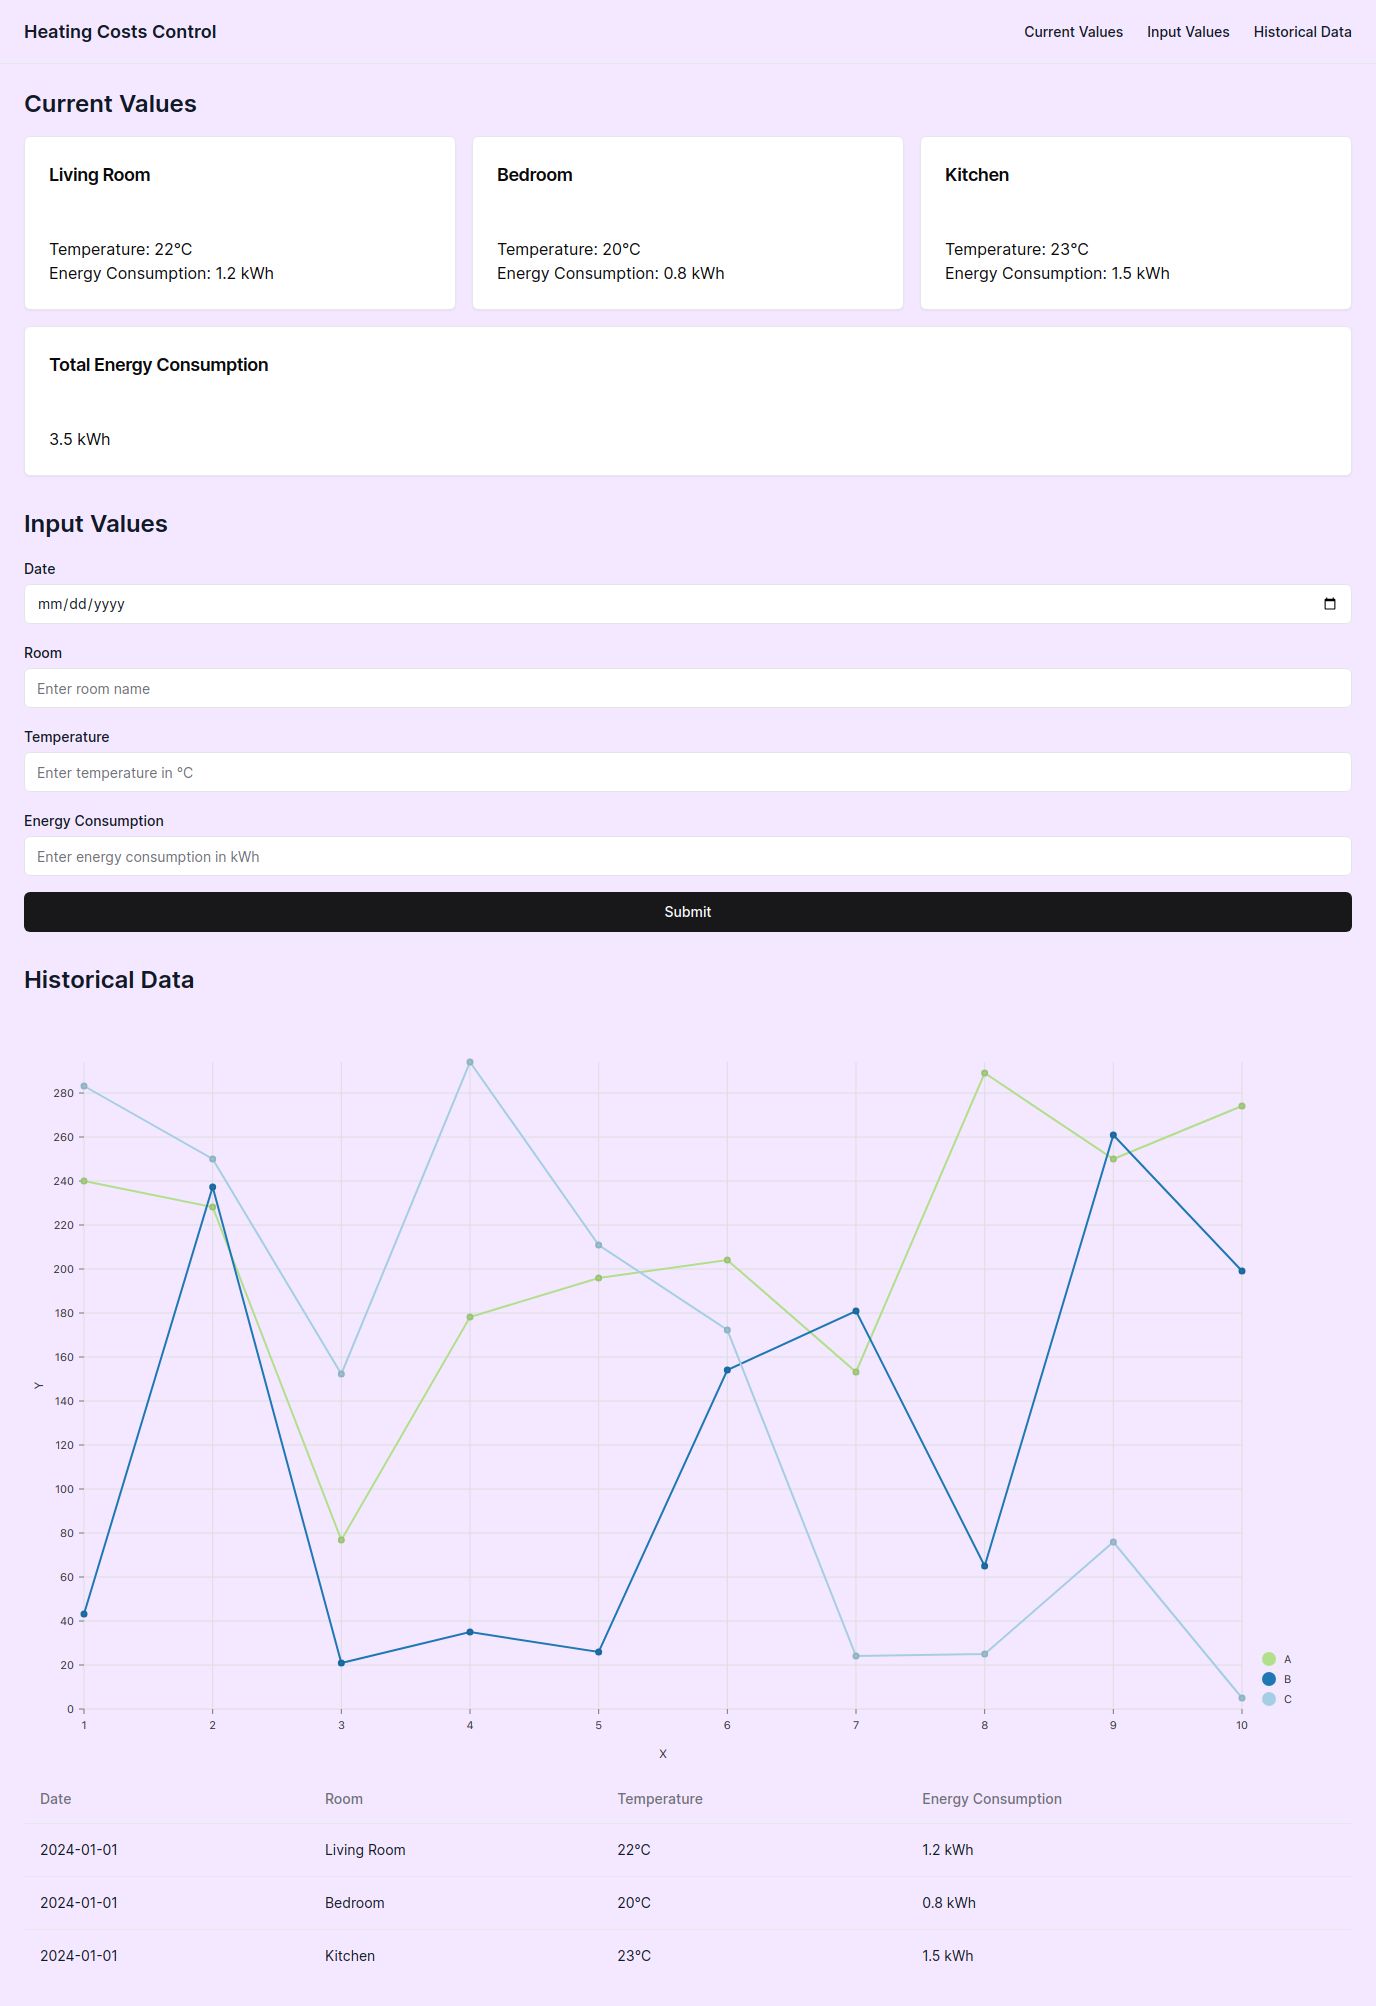 Heating Costs Control
Current Values Input Values Historical Data
Current Values
Living Room
Temperature: 22°C
Energy Consumption: 1.2 kWh
Bedroom
Temperature: 20°C
Energy Consumption: 0.8 kWh
Kitchen
Temperature: 23°C
Energy Consumption: 1.5 kWh
Total Energy Consumption
3.5 kWh
Input Values
Date
mm/dd/yyyy
Room
Enter room name
Temperature
Enter temperature in °C
Energy Consumption
Enter energy consumption in kWh
Submit
Historical Data
280
260
240
220
200
180
160
140
120
100
80
60
40
20
0
Y
1 2 3 4 5 6 7 8 9 10
X
A
B
C
Date Room Temperature Energy Consumption
2024-01-01 Living Room 22°C 1.2 kWh
2024-01-01 Bedroom 20°C 0.8 kWh
2024-01-01 Kitchen 23°C 1.5 kWh